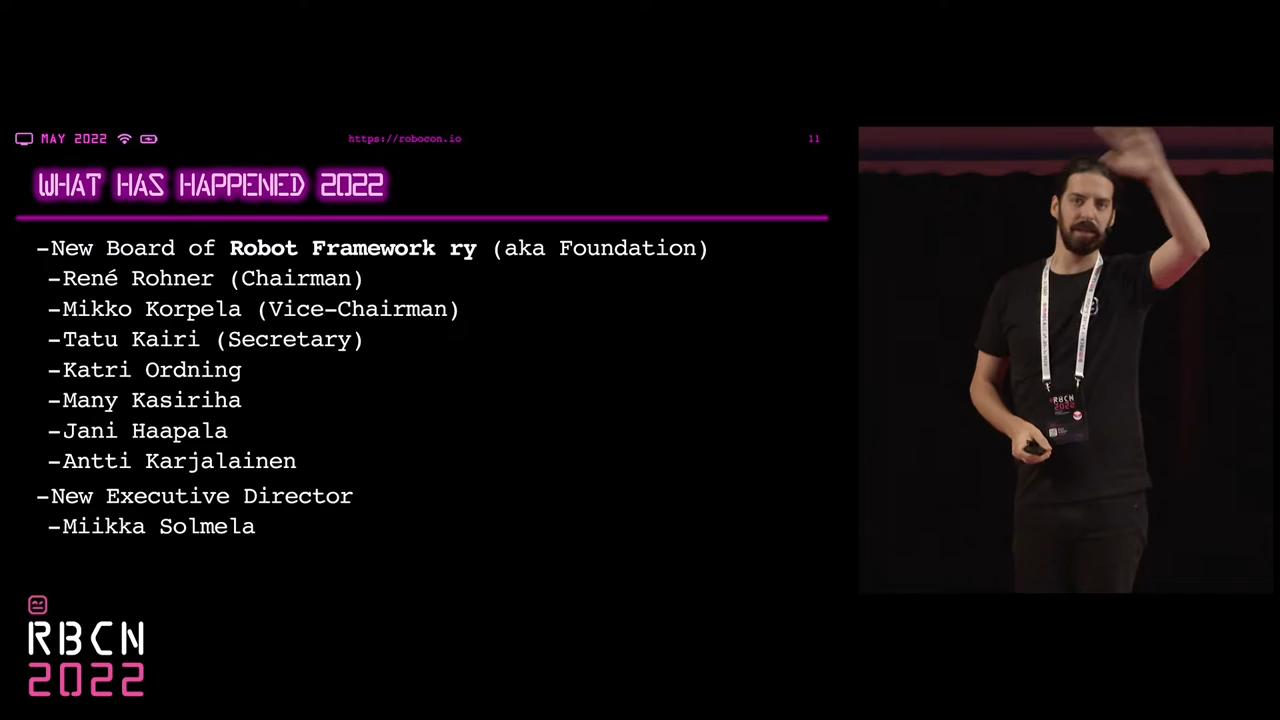 MAY 2022
https://robocon.io
11
WHAT HAS HAPPENED 2022
-New Board of Robot Framework ry (aka Foundation)
-René Rohner (Chairman)
-Mikko Korpela (Vice-Chairman)
-Tatu Kairi (Secretary)
-Katri Ordning
-Many Kasiriha
-Jani Haapala
-Antti Karjalainen
-New Executive Director
-Miikka Solmela
RBCN
2022
RBCN
2022